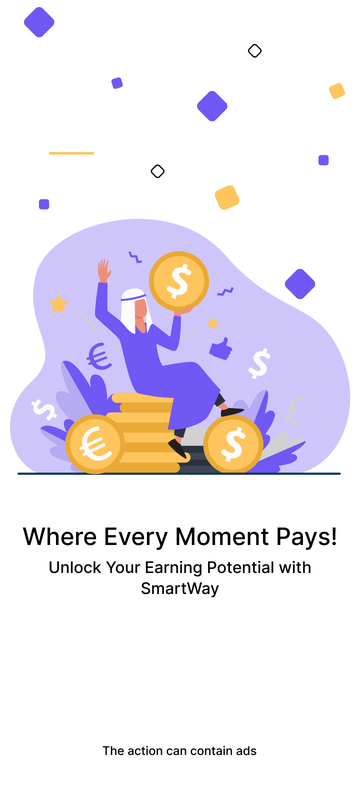 $
€
$
$
€
€
$
Where Every Moment Pays!
Unlock Your Earning Potential with
SmartWay
The action can contain ads